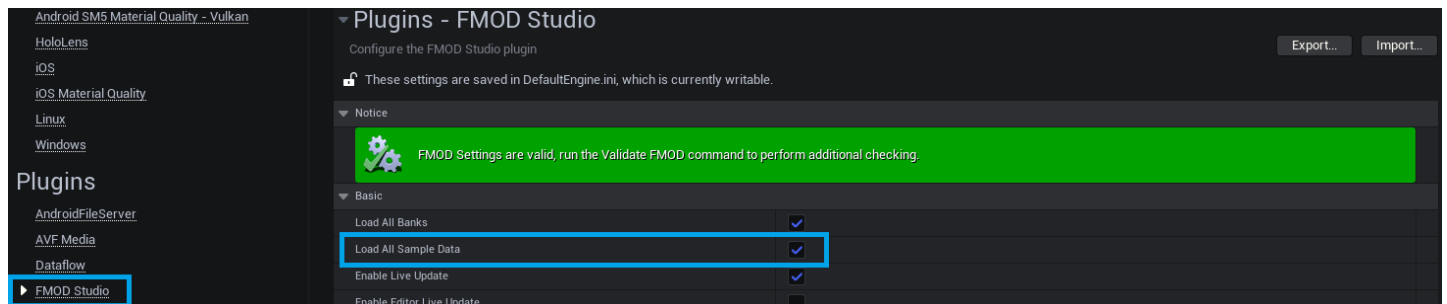 Android SM5 Material Quality - Vulkan
HoloLens
iOS
iOS Material Quality
Linux
Windows
Plugins
AndroidFileServer
AVF Media
Dataflow
FMOD Studio
Plugins - FMOD Studio
Configure the FMOD Studio plugin
Export...
Import...
These settings are saved in DefaultEngine.ini, which is currently writable.
Notice
FMOD Settings are valid, run the Validate FMOD command to perform additional checking.
Basic
Load All Banks
Load All Sample Data
Enable Live Update
Enable Editor Live Update